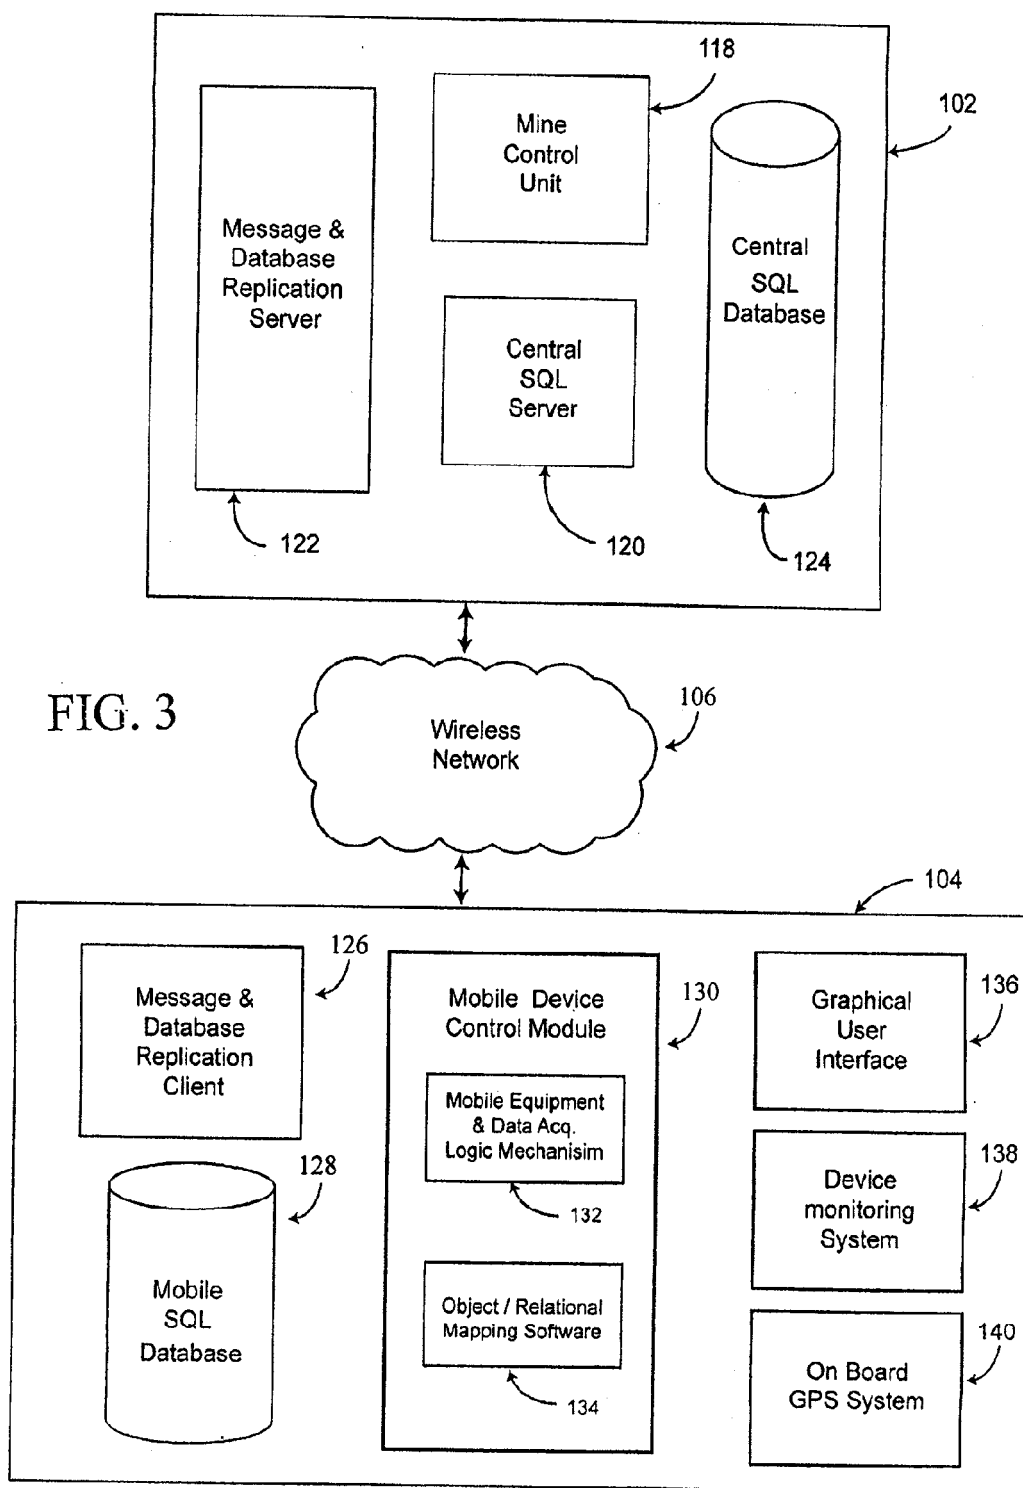 118
102
Mine
Control
Unit
Message &
Database
Replication
Server
Central
SQL
Database
Central
SQL
Server
122
120
124
FIG. 3
106
Wireless
Network
104
126
Message &
Database
Replication
Client
Mobile Device
Control Module
130
Graphical
User
Interface
136
Mobile Equipment
& Data Acq.
Logic Mechanisim
132
128
Mobile
SQL
Database
Device
monitoring
System
138
Object / Relational
Mapping Software
134
On Board
GPS System
140